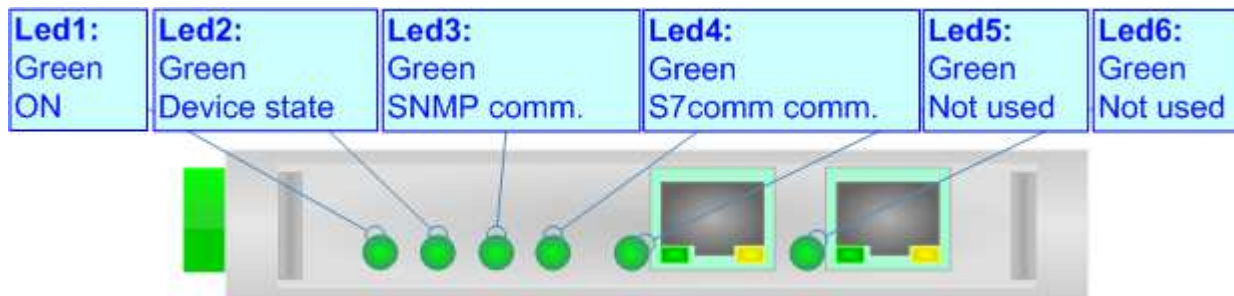 Led1:
Green
ON
Led2:
Green
Device state
Led3:
Green
SNMP comm.
Led4:
Green
S7comm comm.
Led5:
Green
Not used
Led6:
Green
Not used